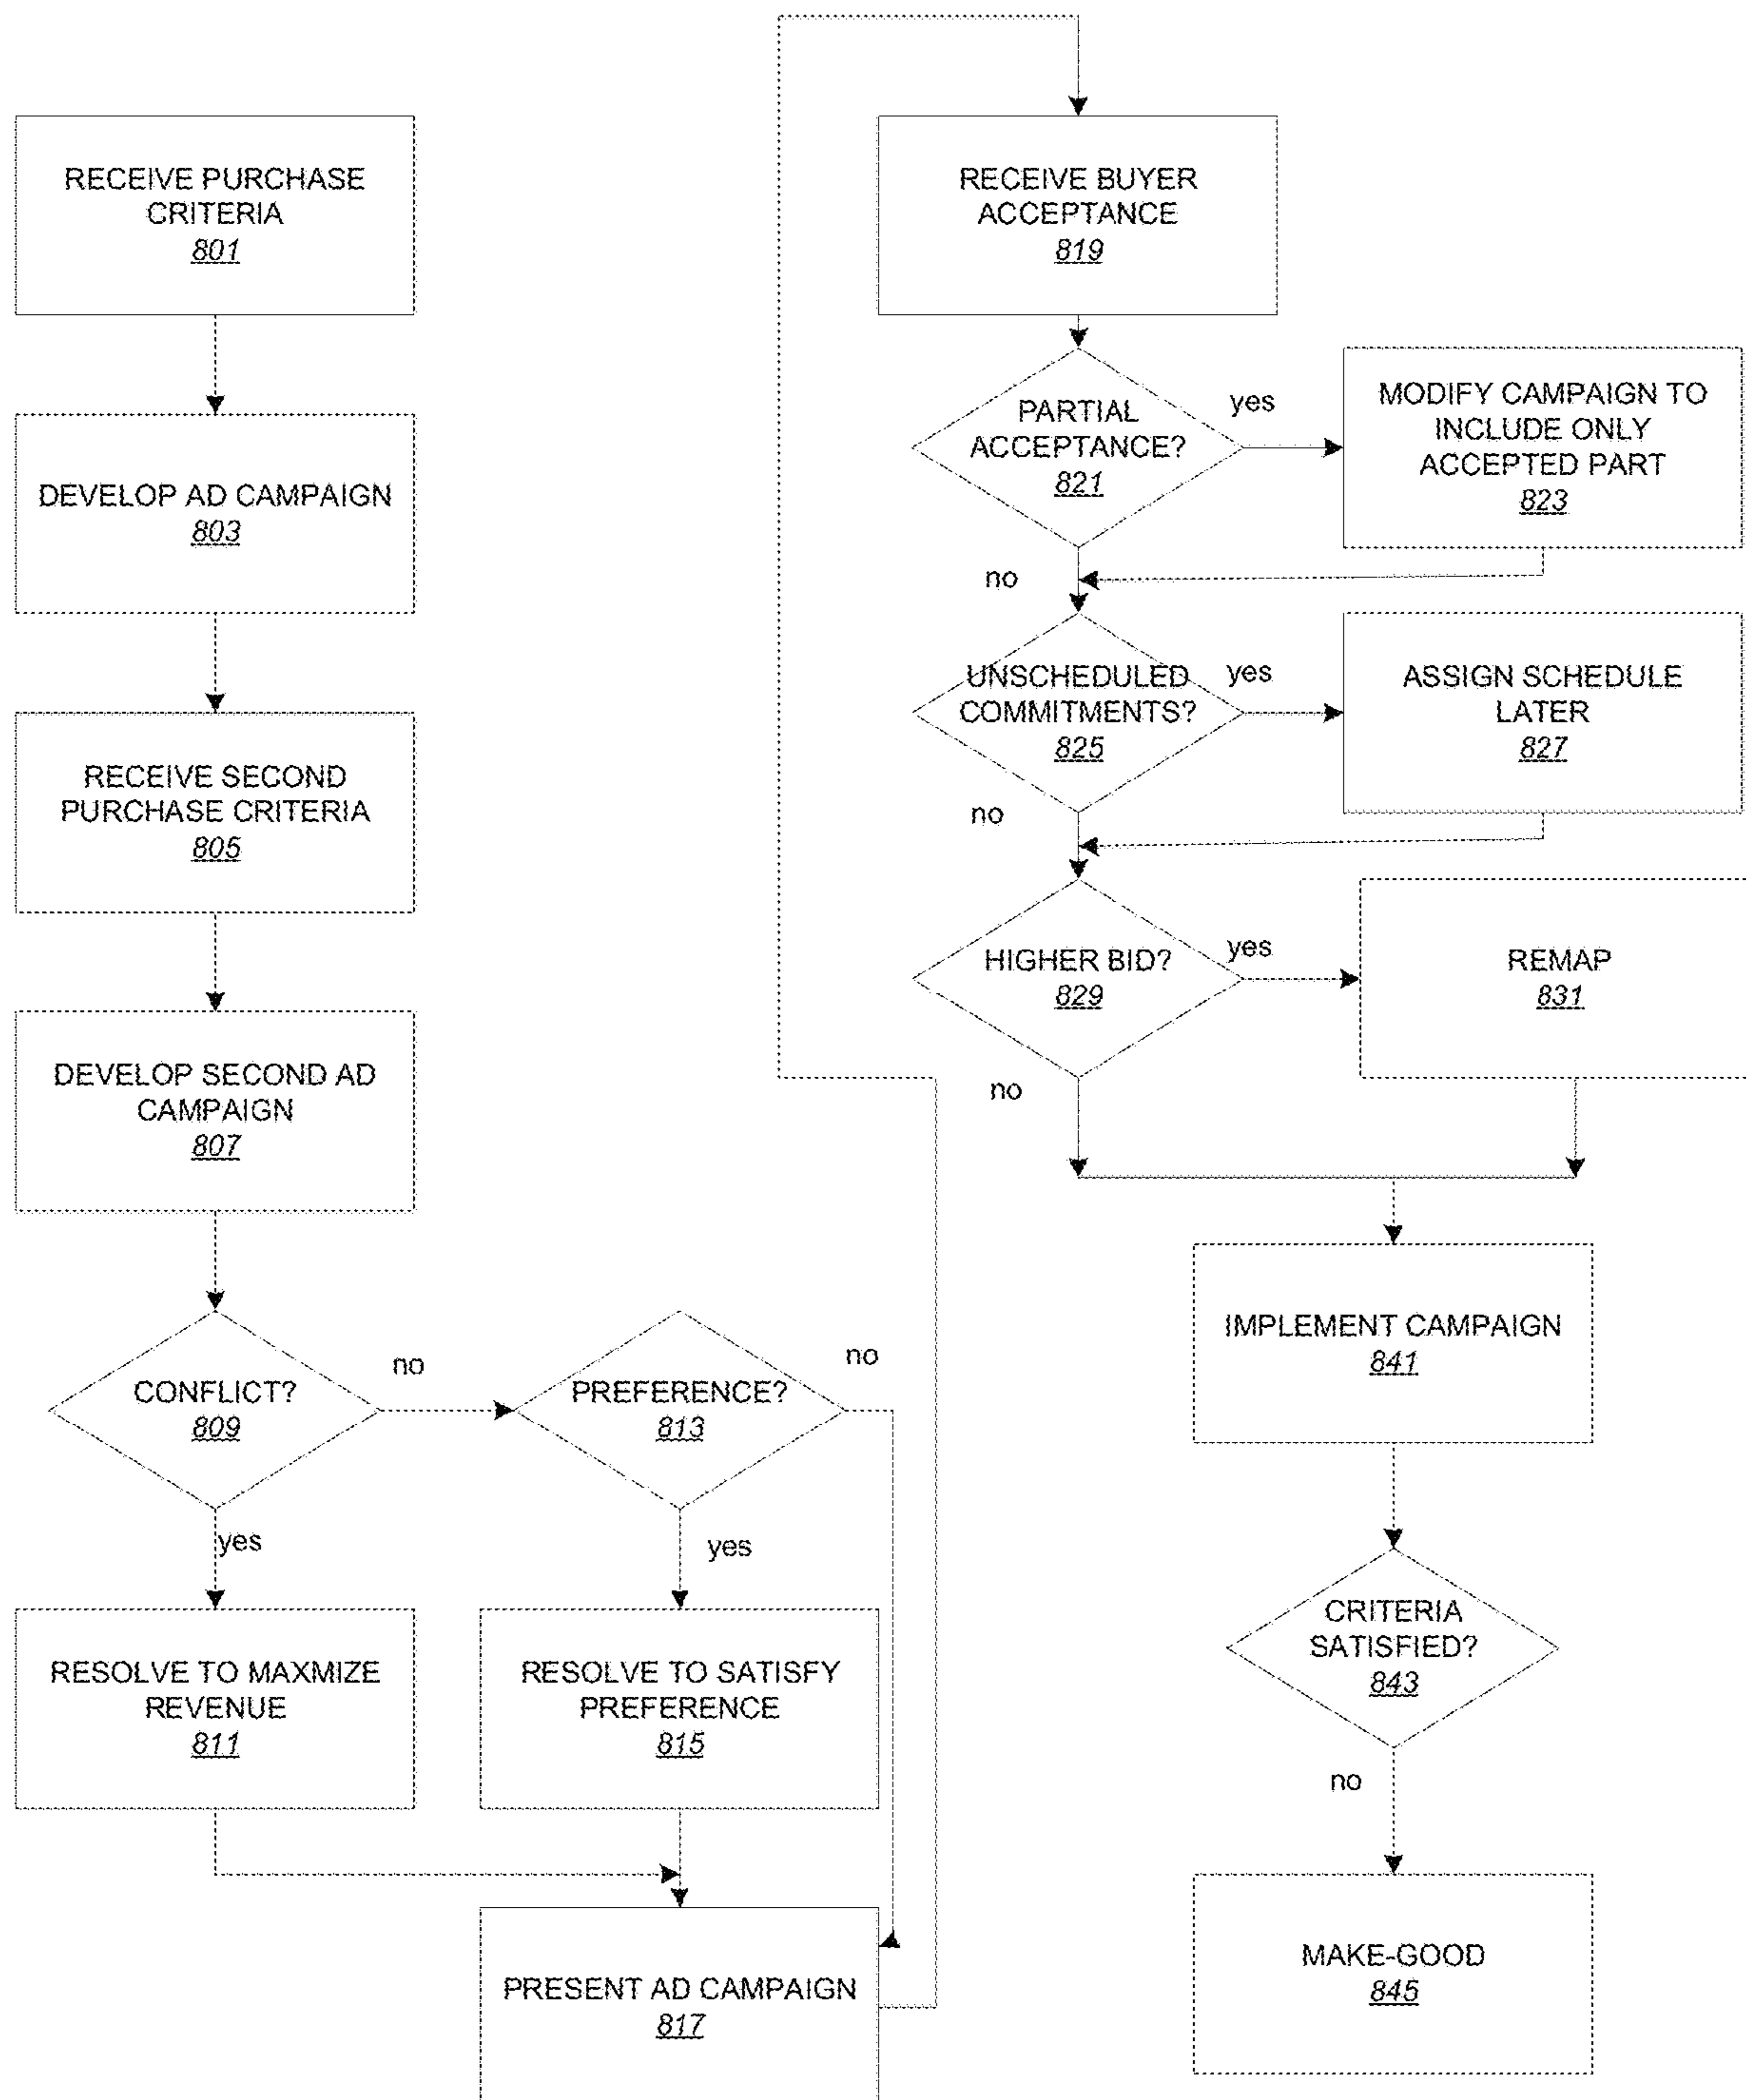 RECEIVE PURCHASE
CRITERIA
801
DEVELOP AD CAMPAIGN
803
RECEIVE SECOND
PURCHASE CRITERIA
805
DEVELOP SECOND AD
CAMPAIGN
807
CONFLICT?
809
no
yes
PREFERENCE?
813
no
yes
RESOLVE TO MAXMIZE
REVENUE
811
RESOLVE TO SATISFY
PREFERENCE
815
PRESENT AD CAMPAIGN
817
RECEIVE BUYER
ACCEPTANCE
819
PARTIAL
ACCEPTANCE?
821
yes
no
MODIFY CAMPAIGN TO
INCLUDE ONLY
ACCEPTED PART
823
UNSCHEDULED
COMMITMENTS?
825
yes
no
ASSIGN SCHEDULE
LATER
827
HIGHER BID?
829
yes
no
REMAP
831
IMPLEMENT CAMPAIGN
841
CRITERIA
SATISFIED?
843
no
MAKE-GOOD
845